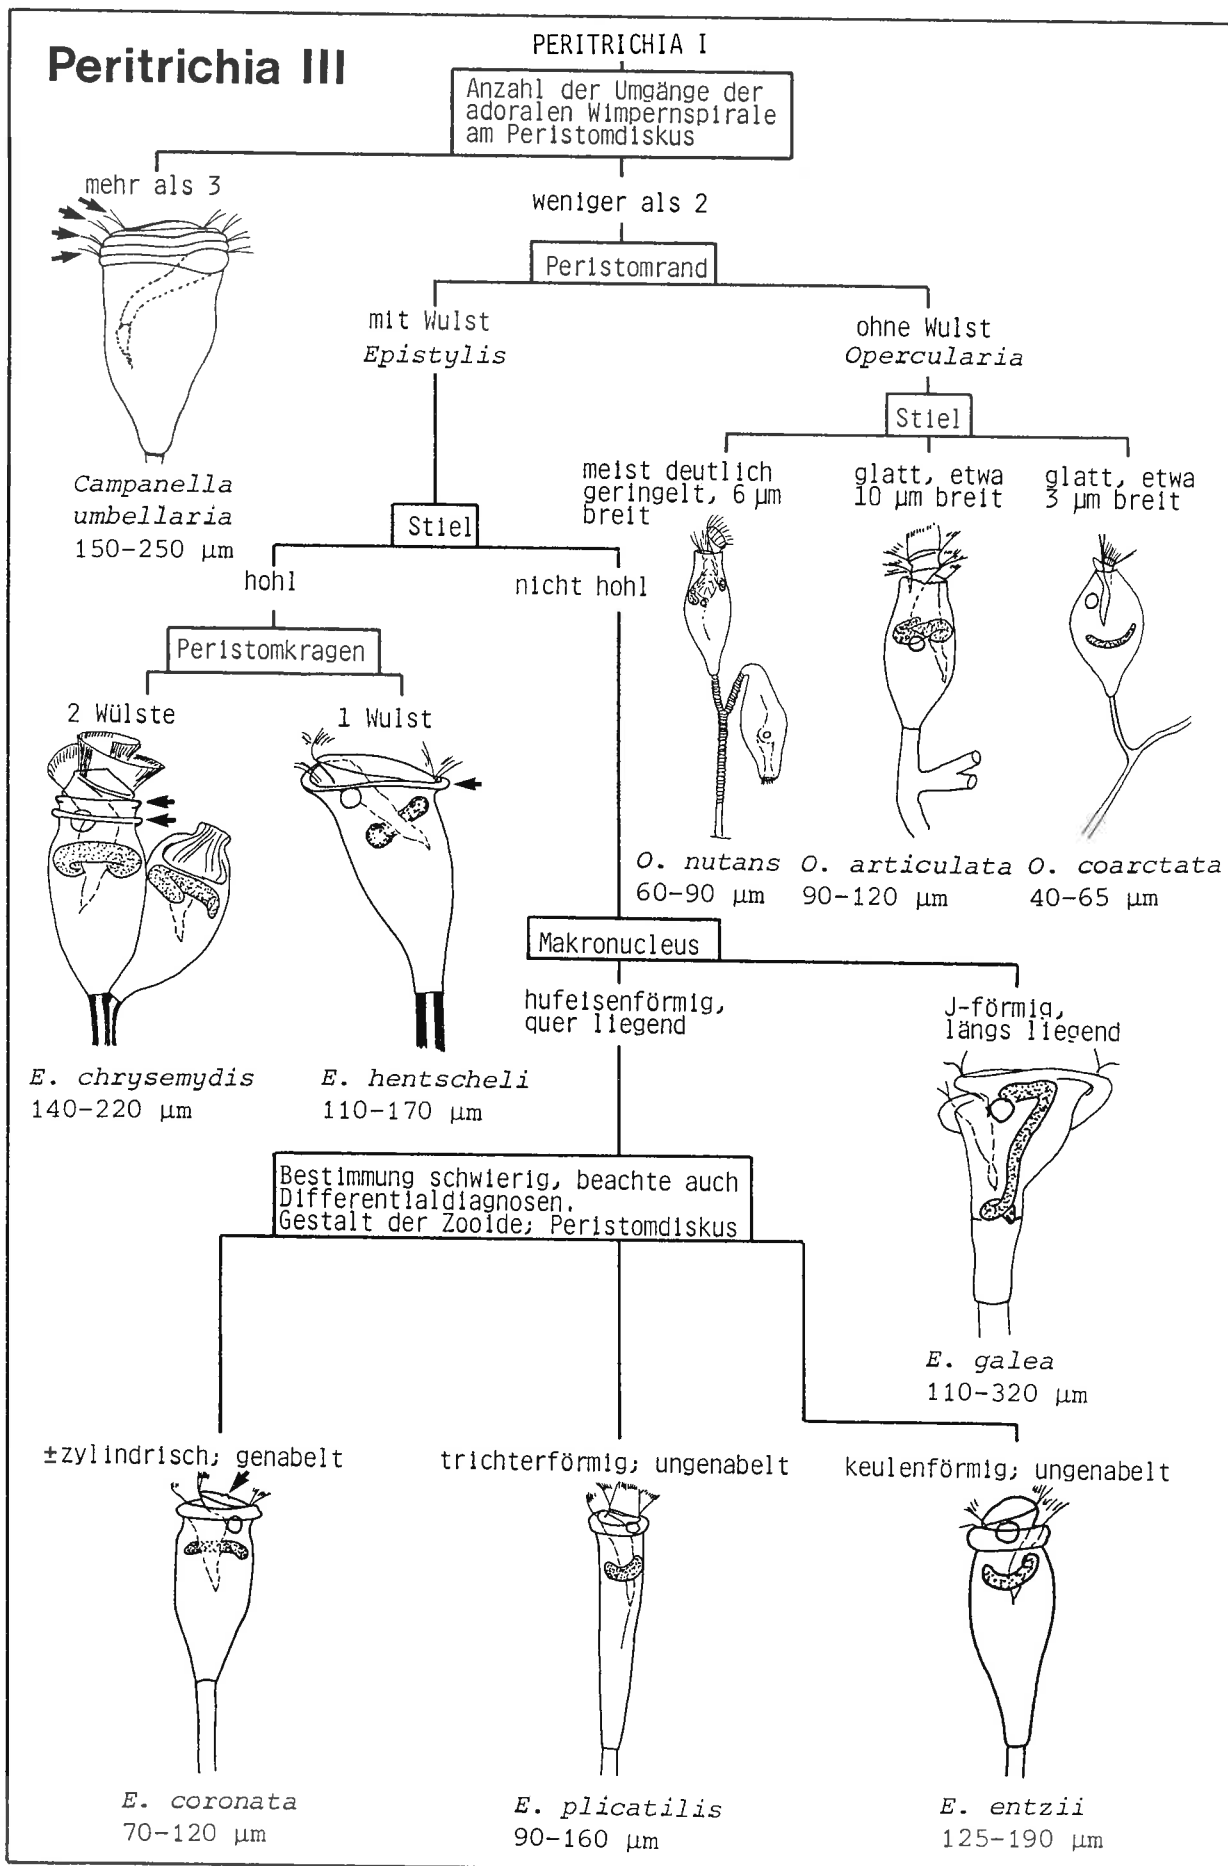 Peritrichia III
PERITRICHIA I
Anzahl der Umgänge der
adoralen Wimpernspirale
am Peristomdiskus
mehr als 3
weniger als 2
Peristomrand
mit Wulst
Epistylis
ohne Wulst
Opercularia
Campanella
umbellaria
150-250 µm
Stiel
meist deutlich
geringelt, 6 µm
breit
glatt, etwa
10 µm breit
glatt, etwa
3 µm breit
O. nutans
60-90 µm
O. articulata
90-120 µm
O. coarctata
40-65 µm
Stiel
hohl
nicht hohl
Peristomkragen
2 Wülste
1 Wulst
E. chrysemydis
140-220 µm
E. hentscheli
110-170 µm
Makronucleus
hufeisenförmig,
quer liegend
J-förmig,
längs liegend
E. galea
110-320 µm
Bestimmung schwierig, beachte auch
Differentialdiagnosen.
Gestalt der Zooide; Peristomdiskus
±zylindrisch; genabelt
trichterförmig; ungenabelt
keulenförmig; ungenabelt
E. coronata
70-120 µm
E. plicatilis
90-160 µm
E. entzii
125-190 µm